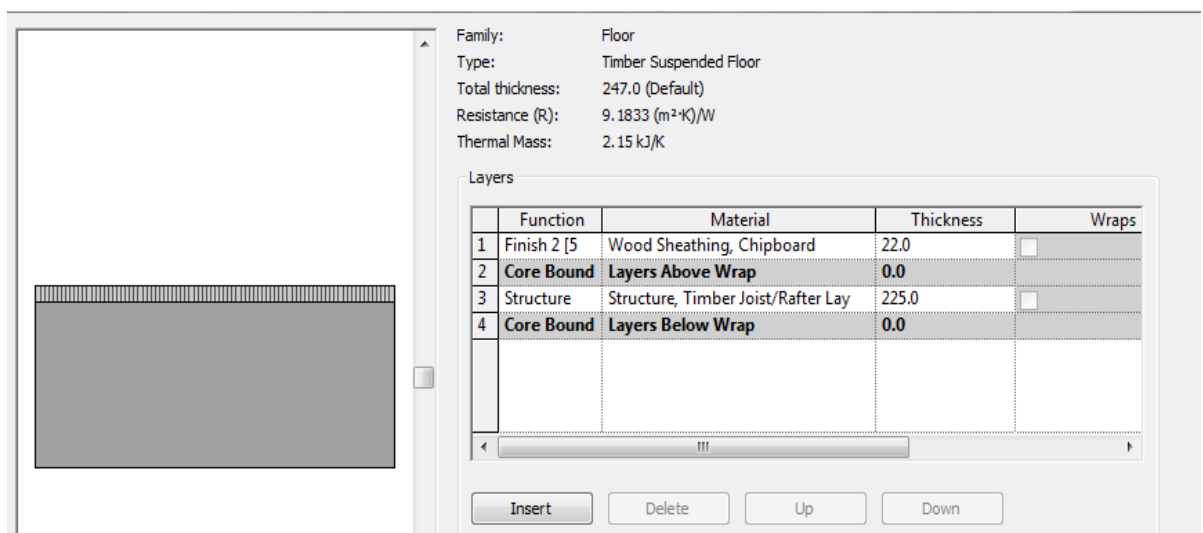 Family: Floor
Type: Timber Suspended Floor
Total thickness: 247.0 (Default)
Resistance (R): 9.1833 (m²·K)/W
Thermal Mass: 2.15 kJ/K
Layers
Function Material Thickness Wraps
1 Finish 2 [5 Wood Sheathing, Chipboard 22.0
2 Core Bound Layers Above Wrap 0.0
3 Structure Structure, Timber Joist/Rafter Lay 225.0
4 Core Bound Layers Below Wrap 0.0
Insert Delete Up Down